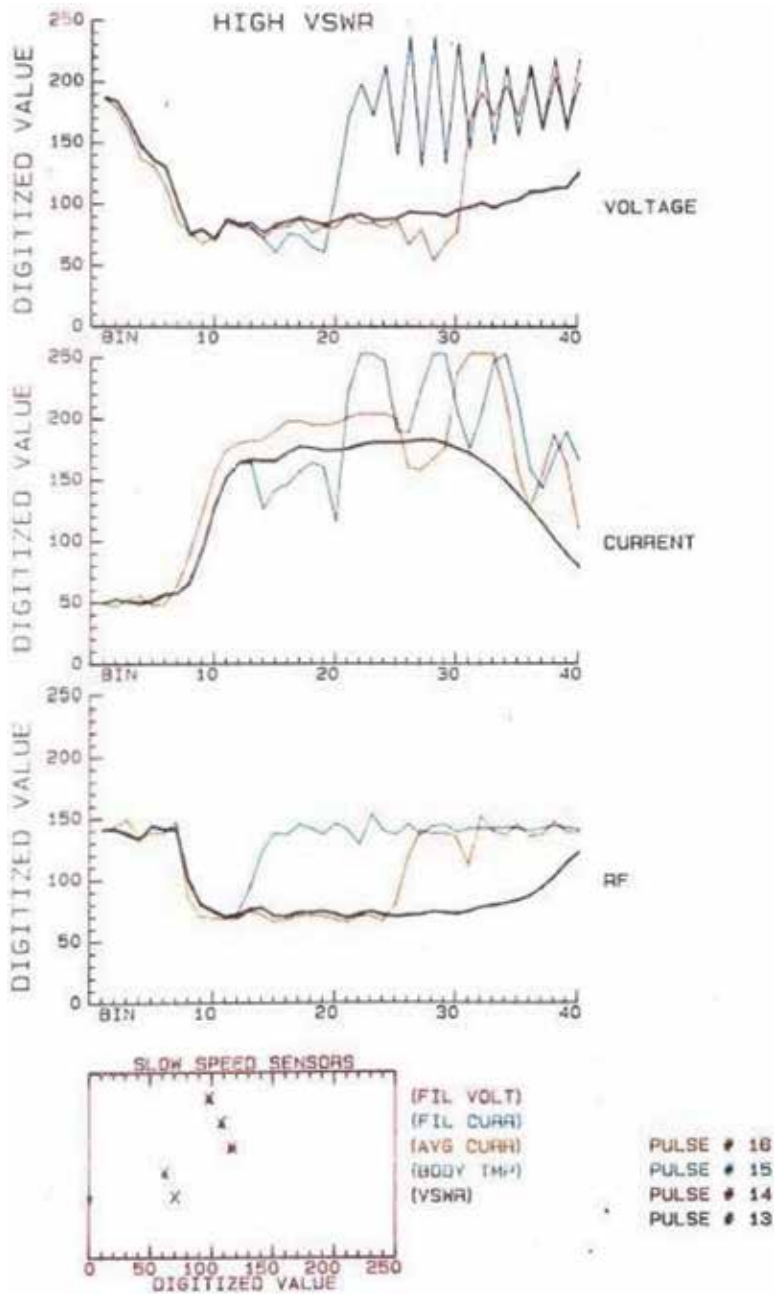 HIGH VSWR
DIGITIZED VALUE
250
200
150
100
50
0
BIN
10
20
30
40
VOLTAGE
DIGITIZED VALUE
250
200
150
100
50
0
BIN
10
20
30
40
CURRENT
DIGITIZED VALUE
250
200
150
100
50
0
BIN
10
20
30
40
RF
SLOW SPEED SENSORS
(FIL VOLT)
(FIL CURR)
(AVG CURR)
(BODY TMP)
(VSWR)
0
50
100
150
200
250
DIGITIZED VALUE
PULSE # 16
PULSE # 15
PULSE # 14
PULSE # 13